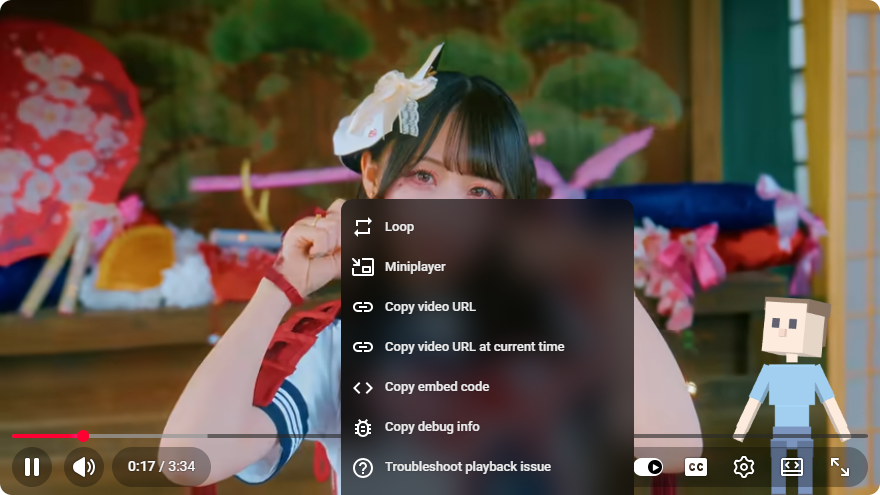 Loop
Miniplayer
Copy video URL
Copy video URL at current time
Copy embed code
Copy debug info
Troubleshoot playback issue
0:17 / 3:34
CC